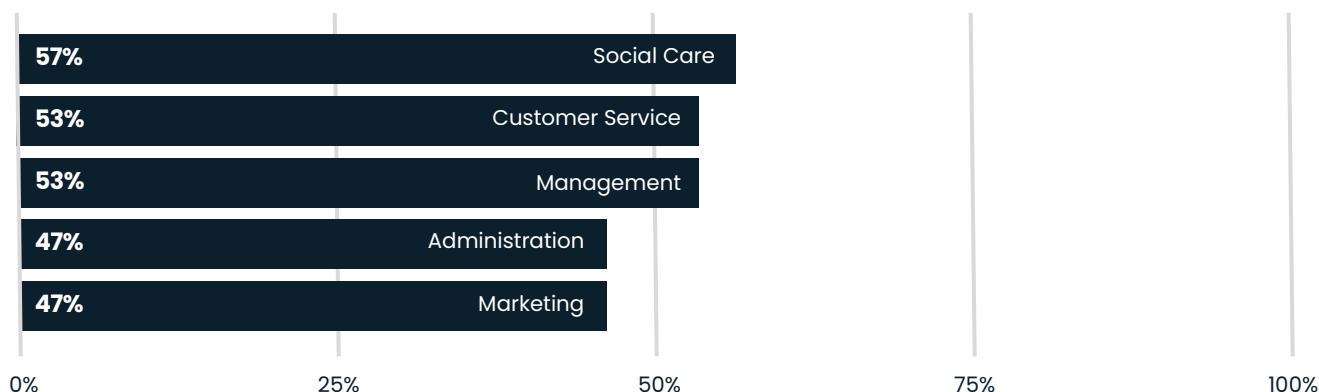 57% Social Care
53% Customer Service
53% Management
47% Administration
47% Marketing
0% 25% 50% 75% 100%